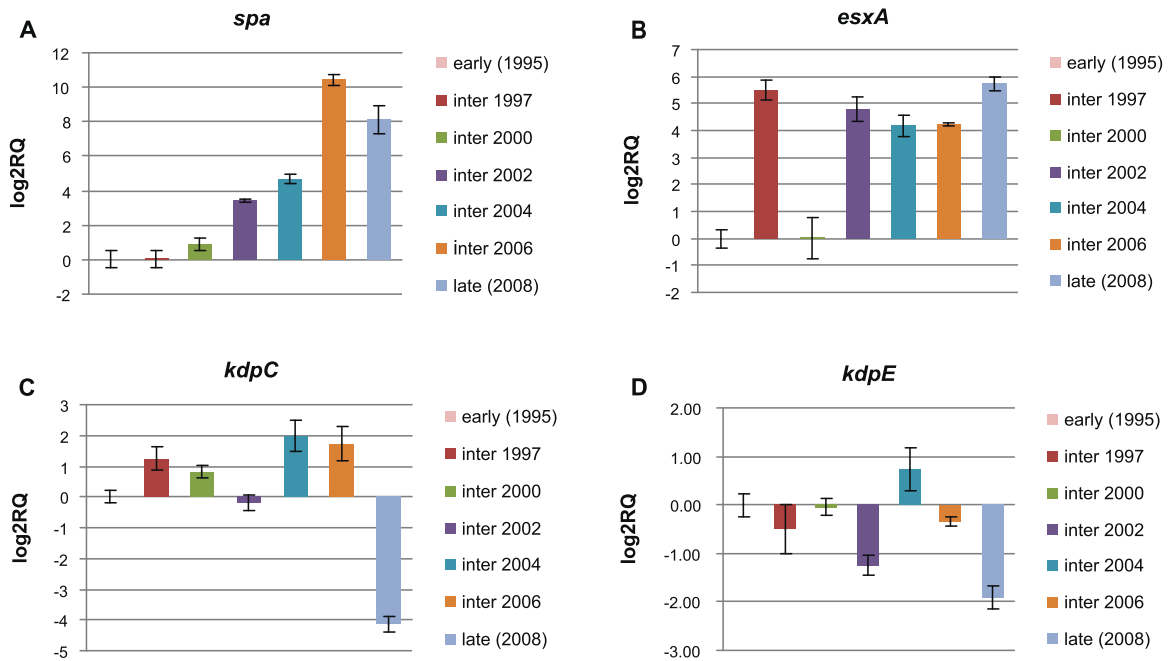 A
spa
log2RQ
12
10
8
6
4
2
0
-2
early (1995)
inter 1997
inter 2000
inter 2002
inter 2004
inter 2006
late (2008)
B
esxA
log2RQ
7
6
5
4
3
2
1
0
-1
-2
early (1995)
inter 1997
inter 2000
inter 2002
inter 2004
inter 2006
late (2008)
C
kdpC
log2RQ
3
2
1
0
-1
-2
-3
-4
-5
early (1995)
inter 1997
inter 2000
inter 2002
inter 2004
inter 2006
late (2008)
D
kdpE
log2RQ
2.00
1.00
0.00
-1.00
-2.00
-3.00
early (1995)
inter 1997
inter 2000
inter 2002
inter 2004
inter 2006
late (2008)